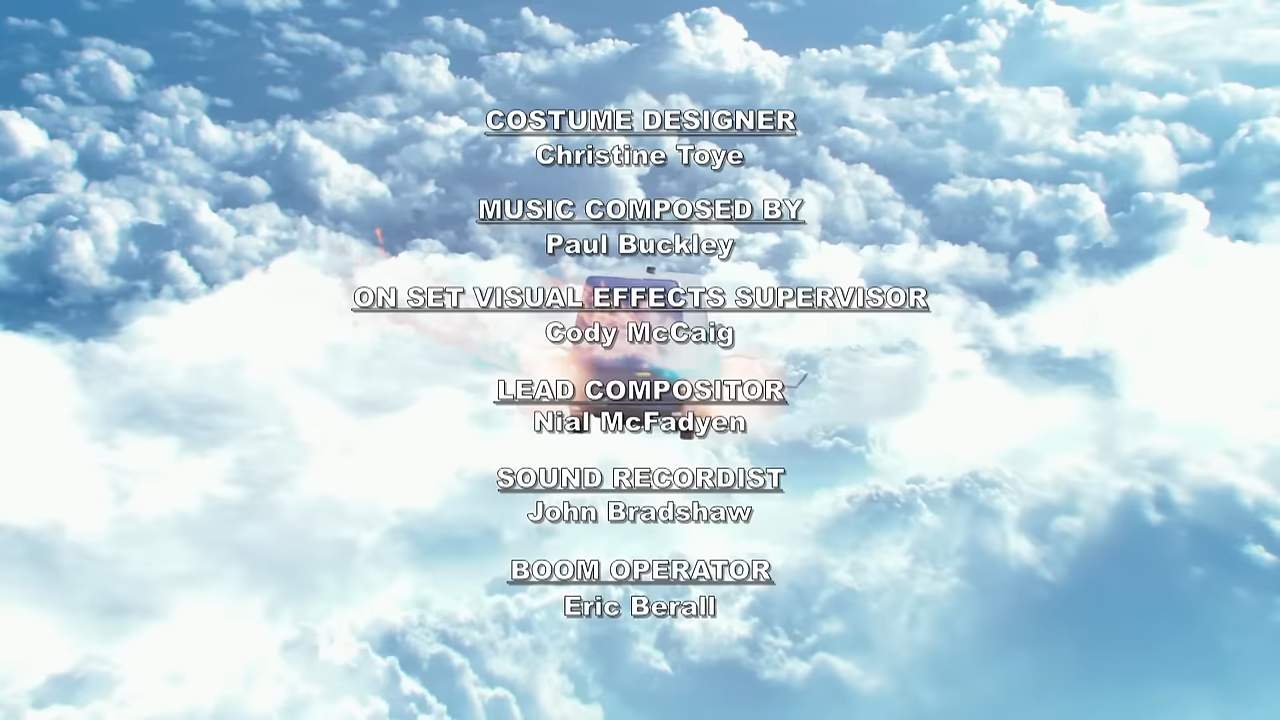 COSTUME DESIGNER
Christine Toye
MUSIC COMPOSED BY
Paul Buckley
ON SET VISUAL EFFECTS SUPERVISOR
Cody McCaig
LEAD COMPOSITOR
Nial McFadyen
SOUND RECORDIST
John Bradshaw
BOOM OPERATOR
Eric Berall